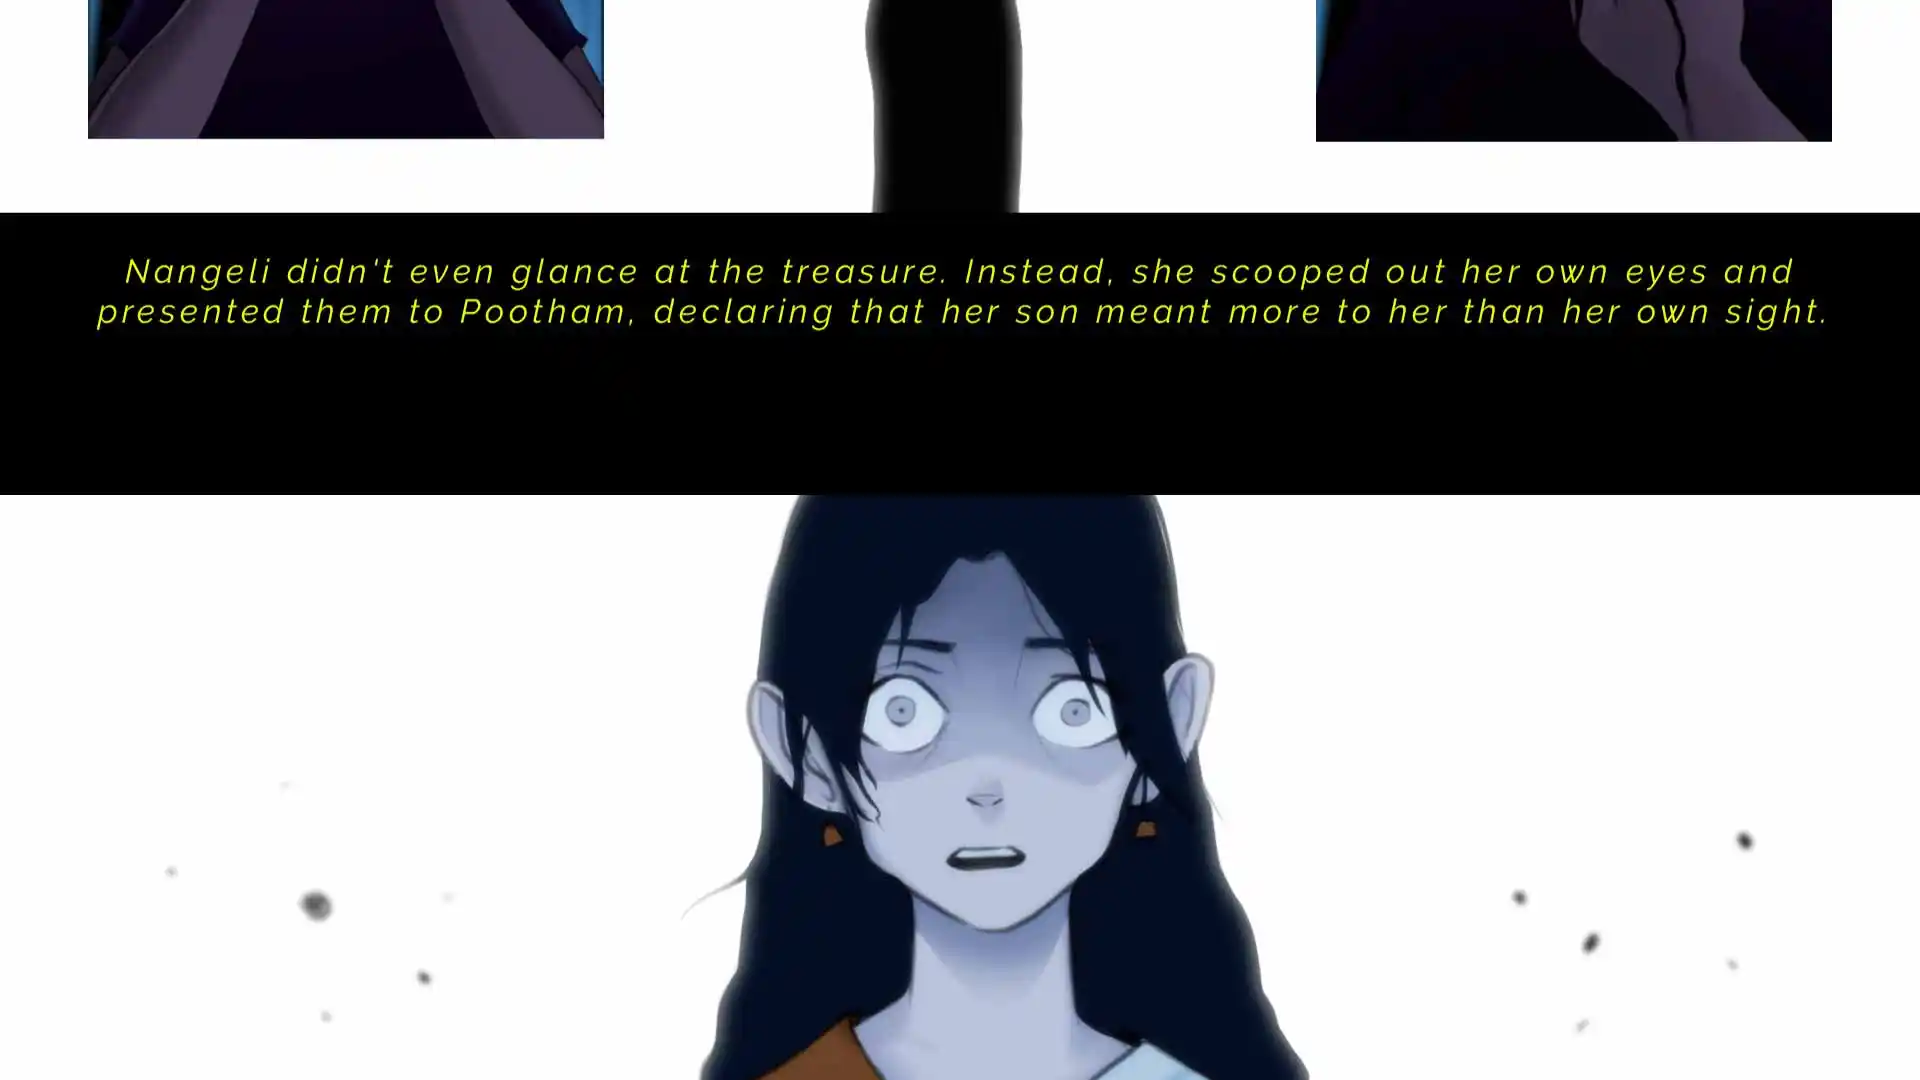 Nangeli didn't even glance at the treasure. Instead, she scooped out her own eyes and
presented them to Pootham, declaring that her son meant more to her than her own sight.